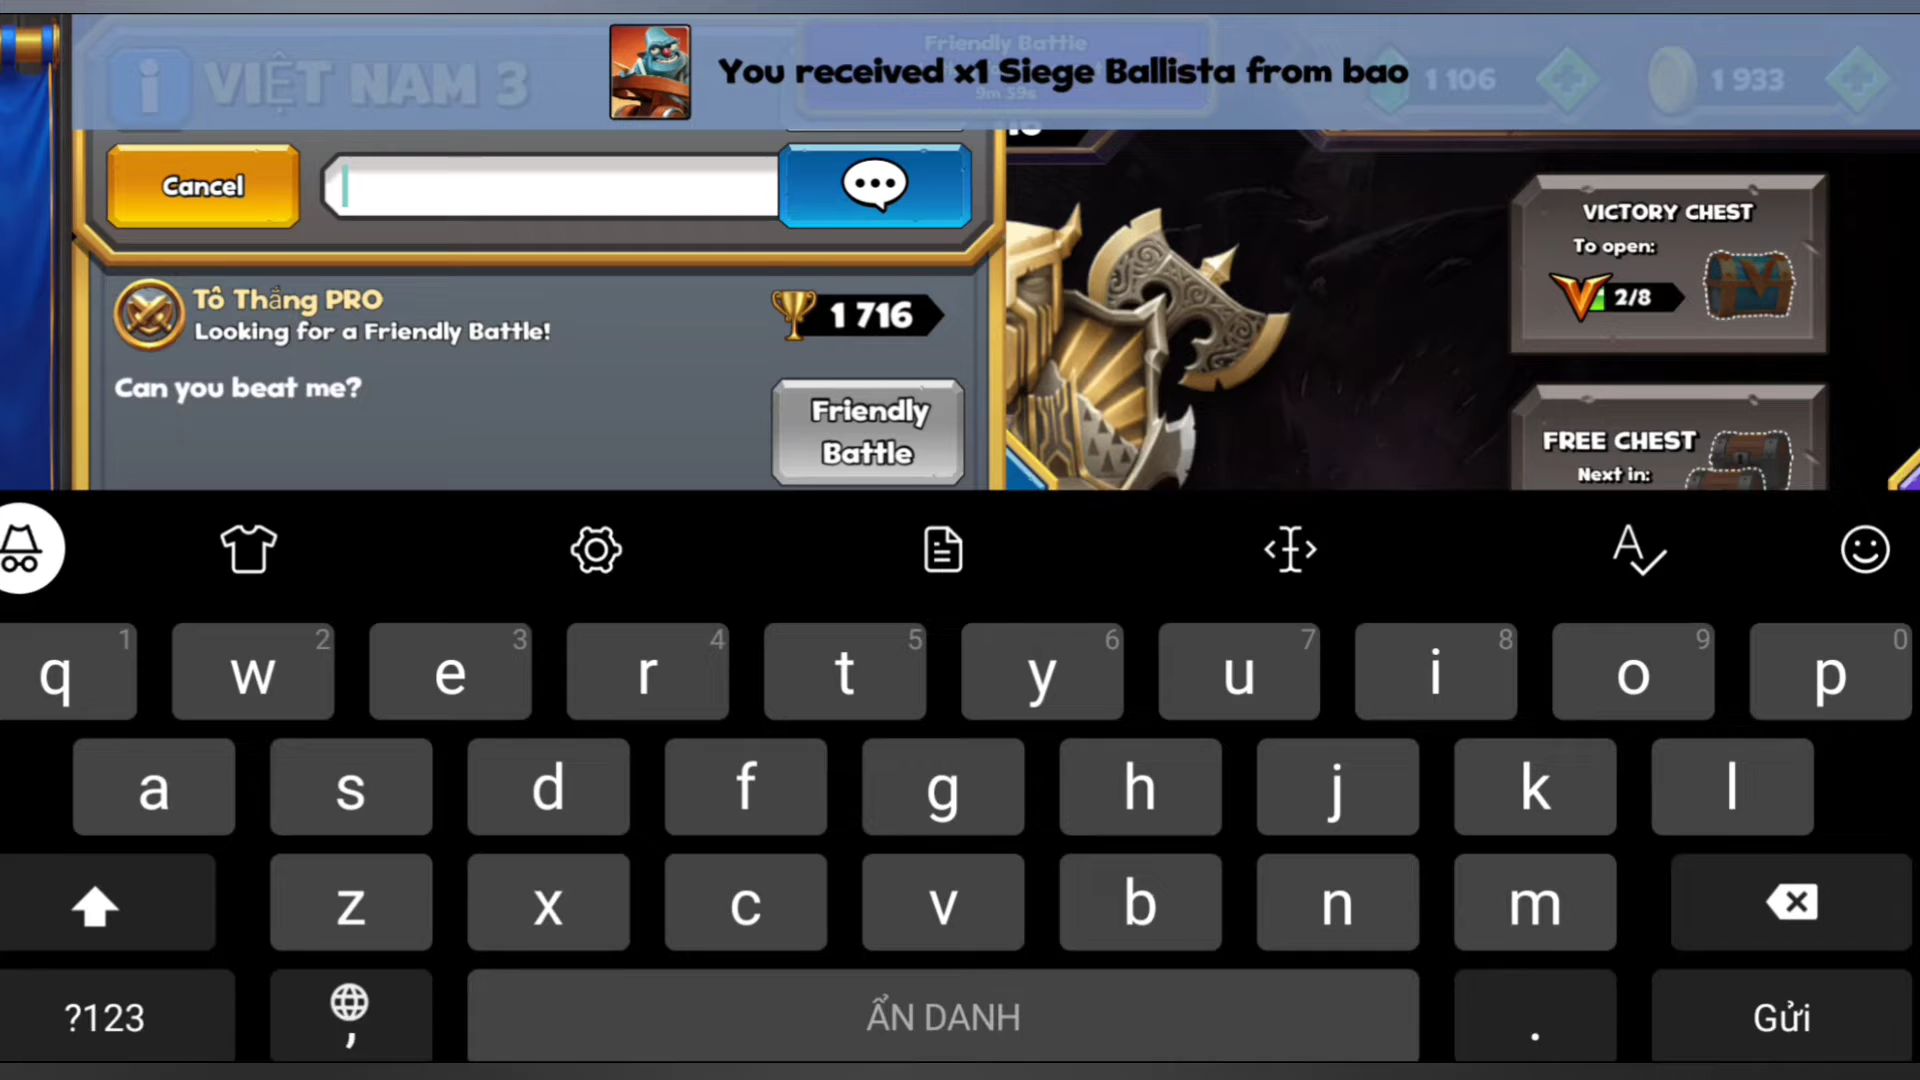 Friendly Battle
VIỆT NAM 3
You received x1 Siege Ballista from bao
9m 59s
1 106
1 933
Cancel
VICTORY CHEST
To open:
2/8
Tô Thắng PRO
Looking for a Friendly Battle!
1 716
Can you beat me?
Friendly
Battle
FREE CHEST
Next in:
q 1 w 2 e 3 r 4 t 5 y 6 u 7 i 8 o 9 p 0
a s d f g h j k l
z x c v b n m
?123 , ẨN DANH . Gửi